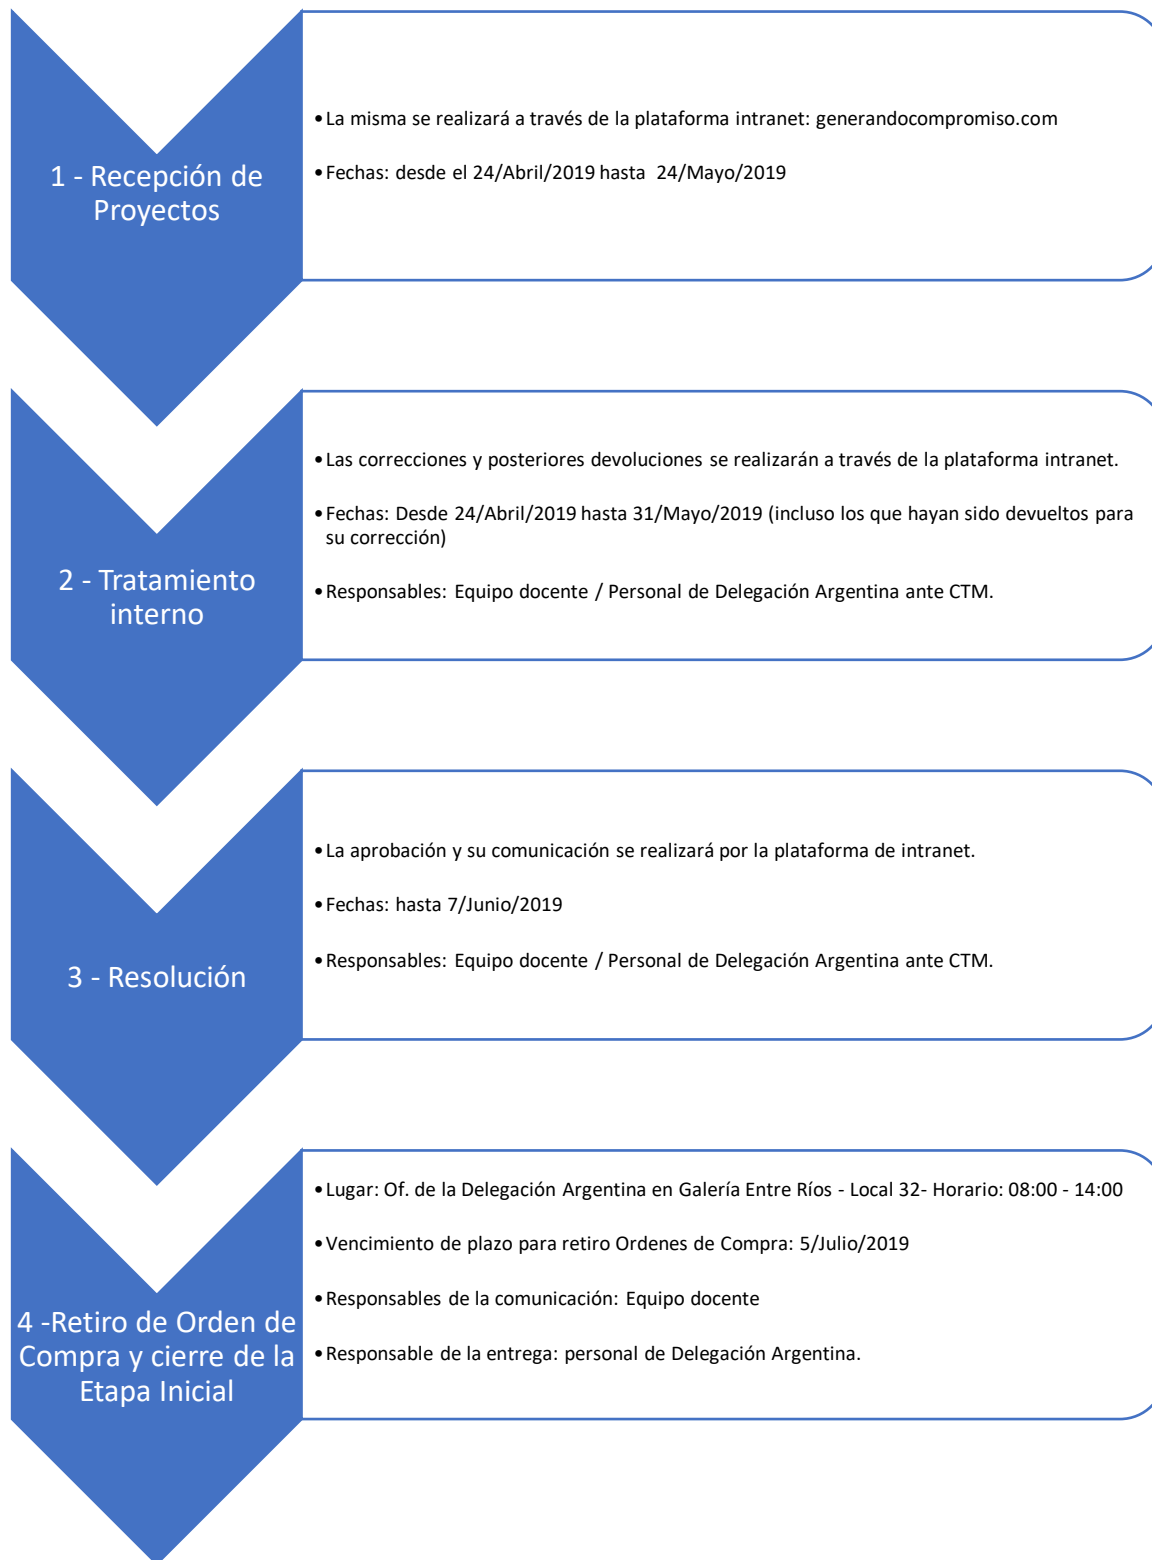 1 - Recepción de
Proyectos
•La misma se realizará a través de la plataforma intranet: generandocompromiso.com
•Fechas: desde el 24/Abril/2019 hasta  24/Mayo/2019
2 - Tratamiento
interno
•Las correcciones y posteriores devoluciones se realizarán a través de la plataforma intranet.
•Fechas: Desde 24/Abril/2019 hasta 31/Mayo/2019 (incluso los que hayan sido devueltos para
su corrección)
•Responsables: Equipo docente / Personal de Delegación Argentina ante CTM.
3 - Resolución
•La aprobación y su comunicación se realizará por la plataforma de intranet.
•Fechas: hasta 7/Junio/2019
•Responsables: Equipo docente / Personal de Delegación Argentina ante CTM.
4 -Retiro de Orden de
Compra y cierre de la
Etapa Inicial
•Lugar: Of. de la Delegación Argentina en Galería Entre Ríos - Local 32- Horario: 08:00 - 14:00
•Vencimiento de plazo para retiro Ordenes de Compra: 5/Julio/2019
•Responsables de la comunicación: Equipo docente
•Responsable de la entrega: personal de Delegación Argentina.